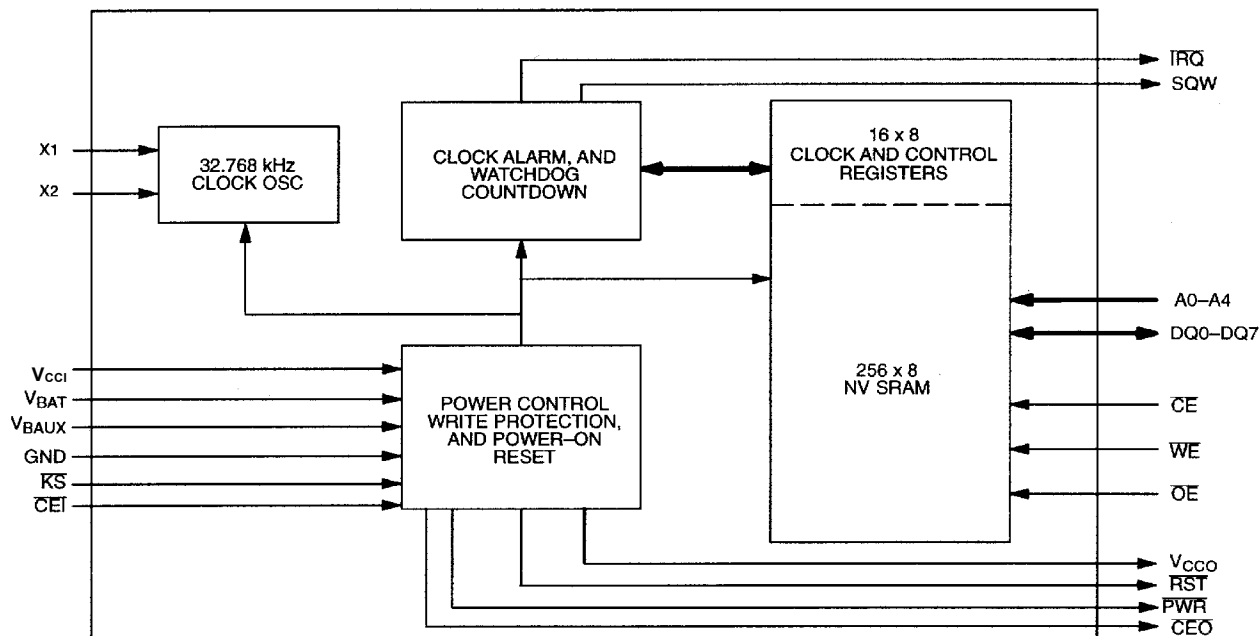 IRQ
SQW
X1
X2
32.768 kHz
CLOCK OSC
CLOCK ALARM, AND
WATCHDOG
COUNTDOWN
16 x 8
CLOCK AND CONTROL
REGISTERS
A0–A4
DQ0–DQ7
256 x 8
NV SRAM
CE
WE
OE
VCCI
VBAT
VBAUX
GND
KS
CEI
POWER CONTROL
WRITE PROTECTION,
AND POWER–ON
RESET
VCCO
RST
PWR
CEO